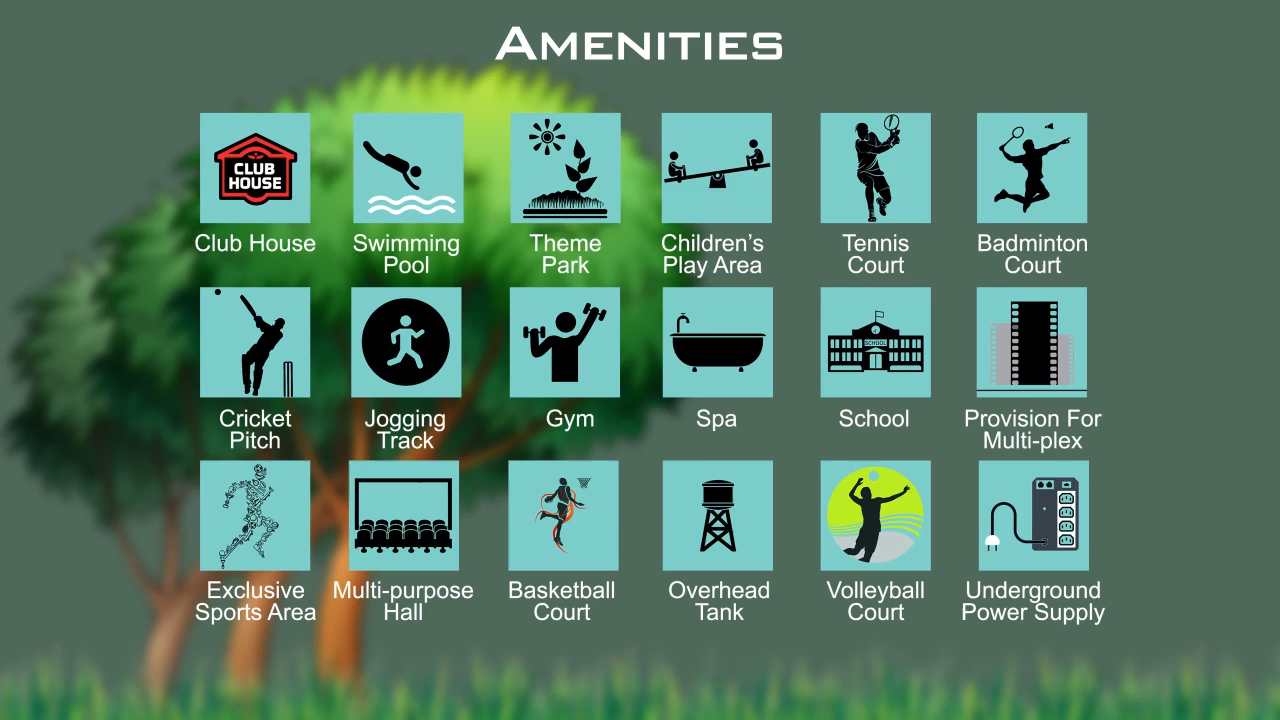 AMENITIES
CLUB
HOUSE
Club House
Swimming
Pool
Theme
Park
Children's
Play Area
Tennis
Court
Badminton
Court
Cricket
Pitch
Jogging
Track
Gym
Spa
SCHOOL
School
Provision For
Multi-plex
Exclusive
Sports Area
Multi-purpose
Hall
Basketball
Court
Overhead
Tank
Volleyball
Court
Underground
Power Supply